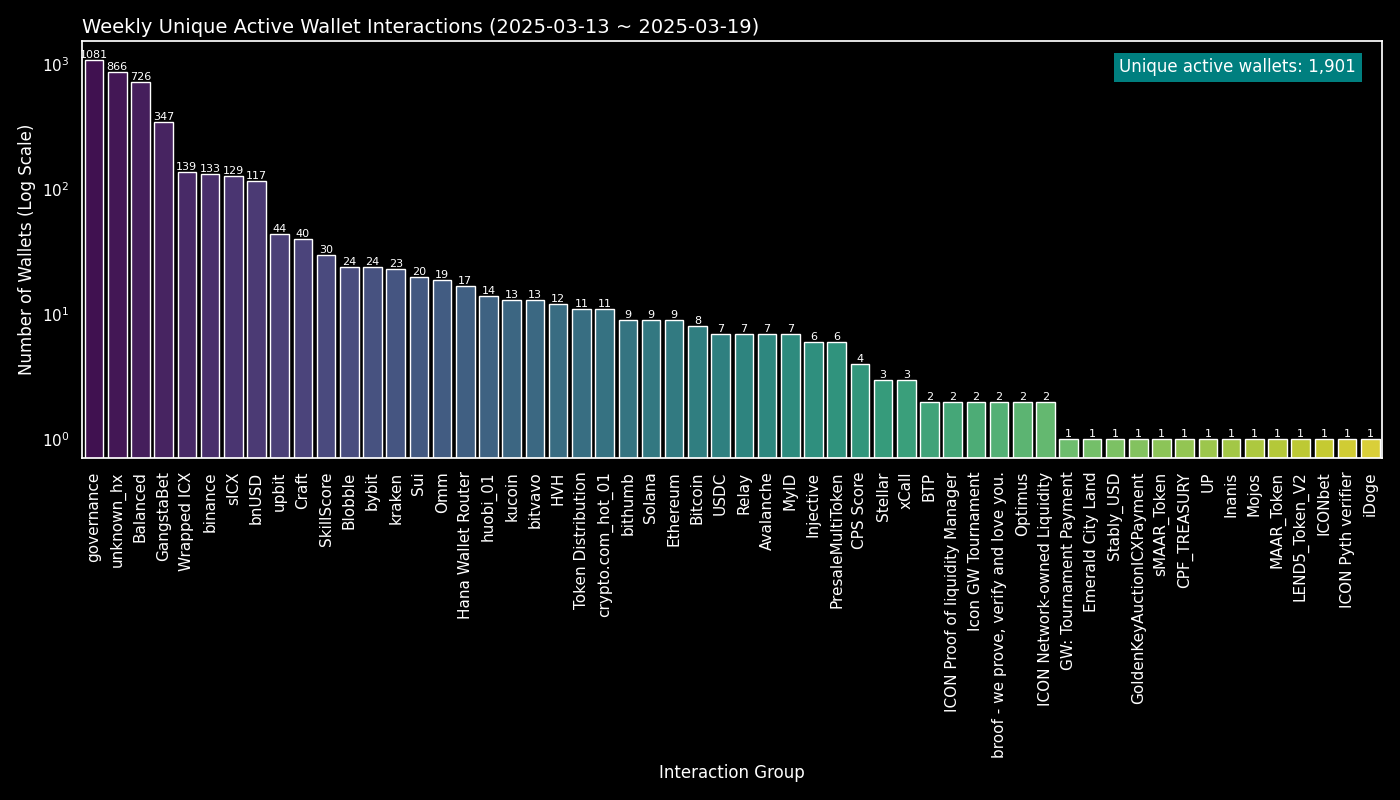 Weekly Unique Active Wallet Interactions (2025-03-13 ~ 2025-03-19)
Unique active wallets: 1,901
Number of Wallets (Log Scale)
10³
10²
10¹
10⁰
1081
866
726
347
139
133
129
117
44
40
30
24
24
23
20
19
17
14
13
13
12
11
11
9
9
9
8
7
7
7
7
6
6
4
3
3
2
2
2
2
2
2
1
1
1
1
1
1
1
1
1
1
1
1
1
1
governance
unknown_hx
Balanced
GangstaBet
Wrapped ICX
binance
sICX
bnUSD
upbit
Craft
SkillScore
Blobble
bybit
kraken
Sui
Omm
Hana Wallet Router
huobi_01
kucoin
bitvavo
HVH
Token Distribution
crypto.com_hot_01
bithumb
Solana
Ethereum
Bitcoin
USDC
Relay
Avalanche
MyID
Injective
PresaleMultiToken
CPS Score
Stellar
xCall
BTP
ICON Proof of liquidity Manager
Icon GW Tournament
broof - we prove, verify and love you.
Optimus
ICON Network-owned Liquidity
GW: Tournament Payment
Emerald City Land
Stably_USD
GoldenKeyAuctionICXPayment
sMAAR_Token
CPF_TREASURY
UP
Inanis
Mojos
MAAR_Token
LEND5_Token_V2
ICONbet
ICON Pyth verifier
iDoge
Interaction Group